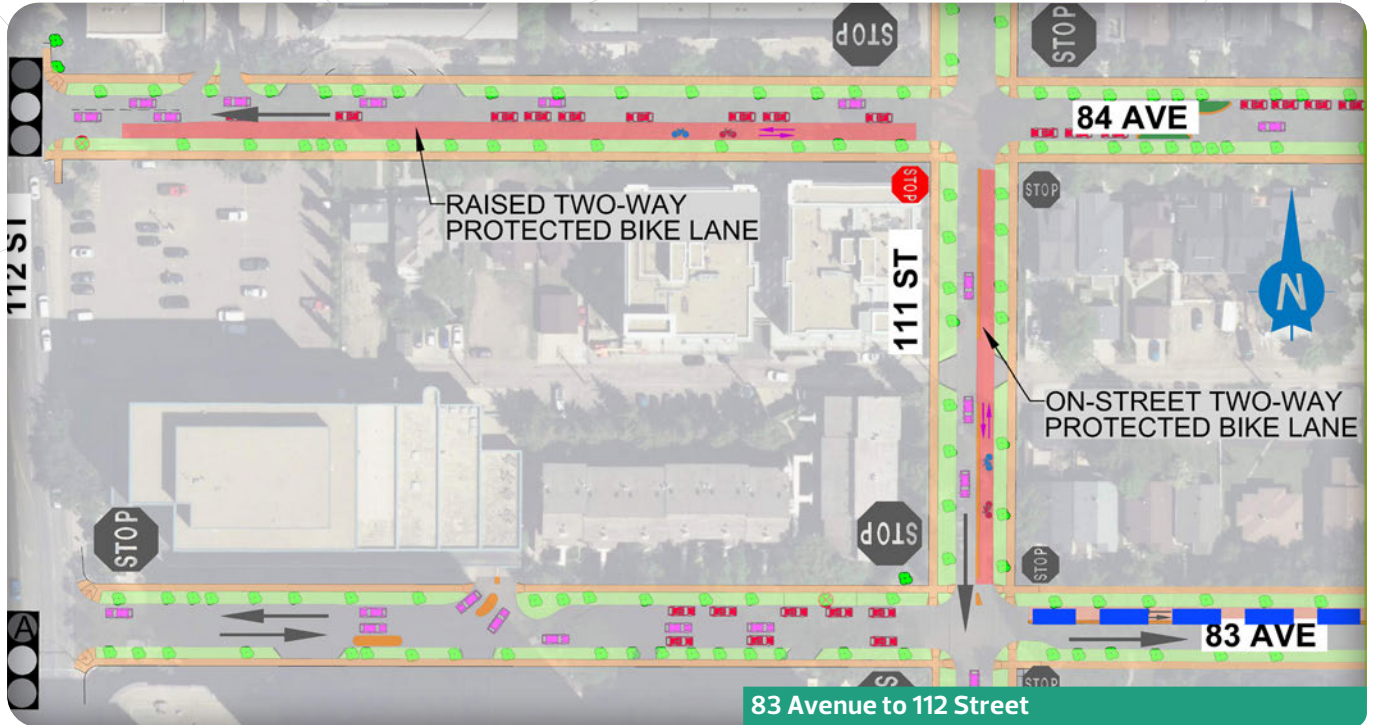 STOP
STOP
84 AVE
RAISED TWO-WAY
PROTECTED BIKE LANE
STOP
STOP
112 ST
111 ST
N
ON-STREET TWO-WAY
PROTECTED BIKE LANE
STOP
STOP
STOP
A
83 AVE
STOP
83 Avenue to 112 Street